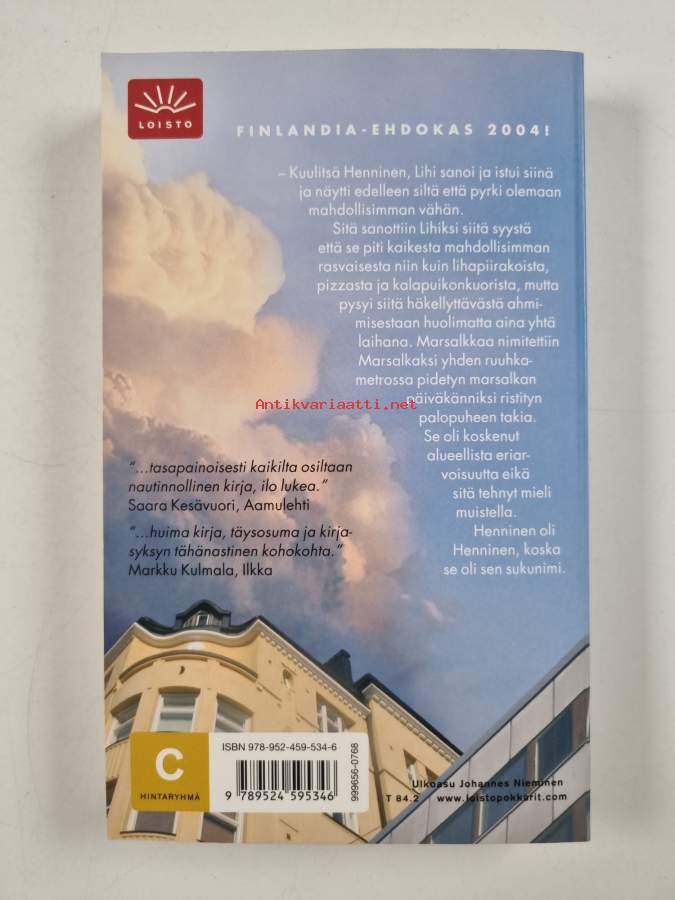 LOISTO
FINLANDIA-EHDOKAS 2004!
– Kuulitsä Henninen, Lihi sanoi ja istui siinä
ja näytti edelleen siltä että pyrki olemaan
mahdollisimman vähän.
Sitä sanottiin Lihiksi siitä syystä
että se piti kaikesta mahdollisimman
rasvaisesta niin kuin lihapiirakoista,
pizzasta ja kalapuikonkuorista, mutta
pysyi siitä häkellyttävästä ahmi-
misestaan huolimatta aina yhtä
laihana. Marsalkkaa nimitettiin
Marsalkaksi yhden ruuhka-
metrossa pidetyn marsalkan
päiväkänniksi ristityn
palopuheen takia.
Se oli koskenut
alueellista eriar-
voisuutta eikä
sitä tehnyt mieli
muistella.
Henninen oli
Henninen, koska
se oli sen sukunimi.
Antikvariaatti.net
"...tasapainoisesti kaikilta osiltaan
nautinnollinen kirja, ilo lukea."
Saara Kesävuori, Aamulehti
"...huima kirja, täysosuma ja kirja-
syksyn tähänastinen kohokohta."
Markku Kulmala, Ilkka
C
HINTARYHMÄ
ISBN 978-952-459-534-6
9 789524 595346
999656-0768
Ulkoasu Johannes Nieminen
T 84.2 www.loistopokkarit.com